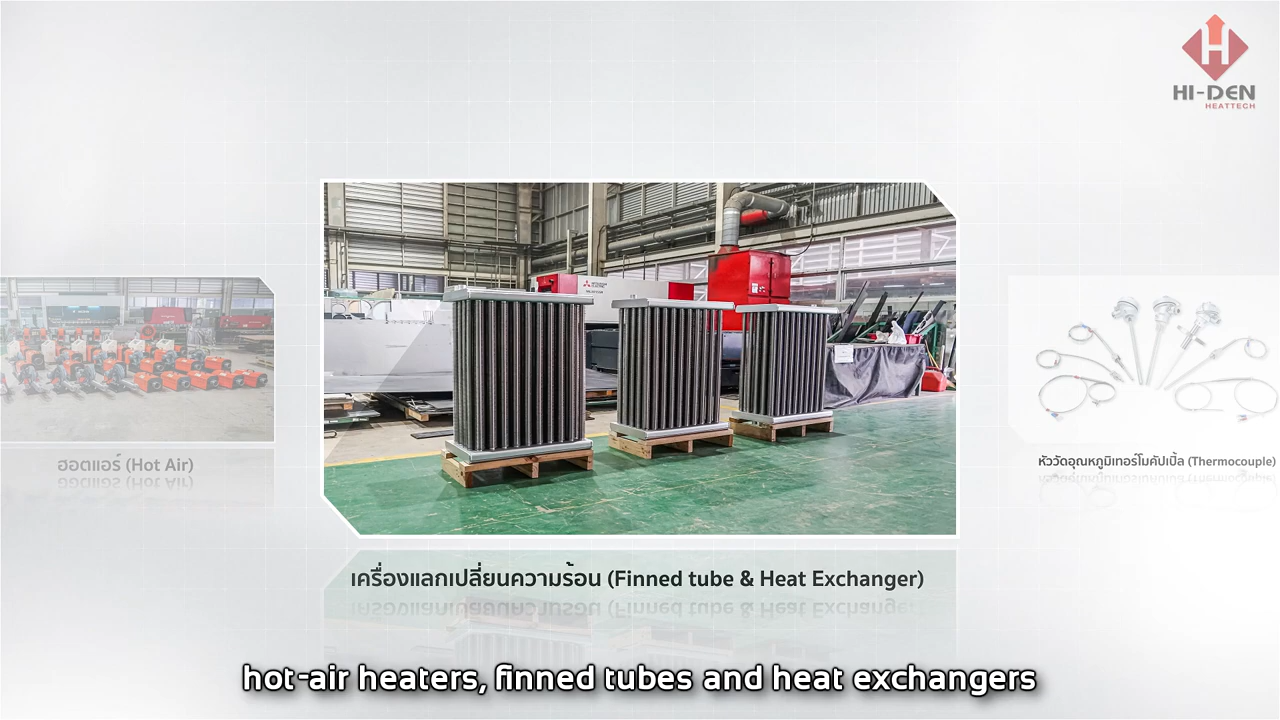 HI-DEN
HEATTECH
MITSUBISHI
ELECTRIC
ฮอตแอร์ (Hot Air)
เครื่องแลกเปลี่ยนความร้อน (Finned tube & Heat Exchanger)
หัววัดอุณหภูมิเทอร์โมคัปเปิ้ล (Thermocouple)
hot-air heaters, finned tubes and heat exchangers